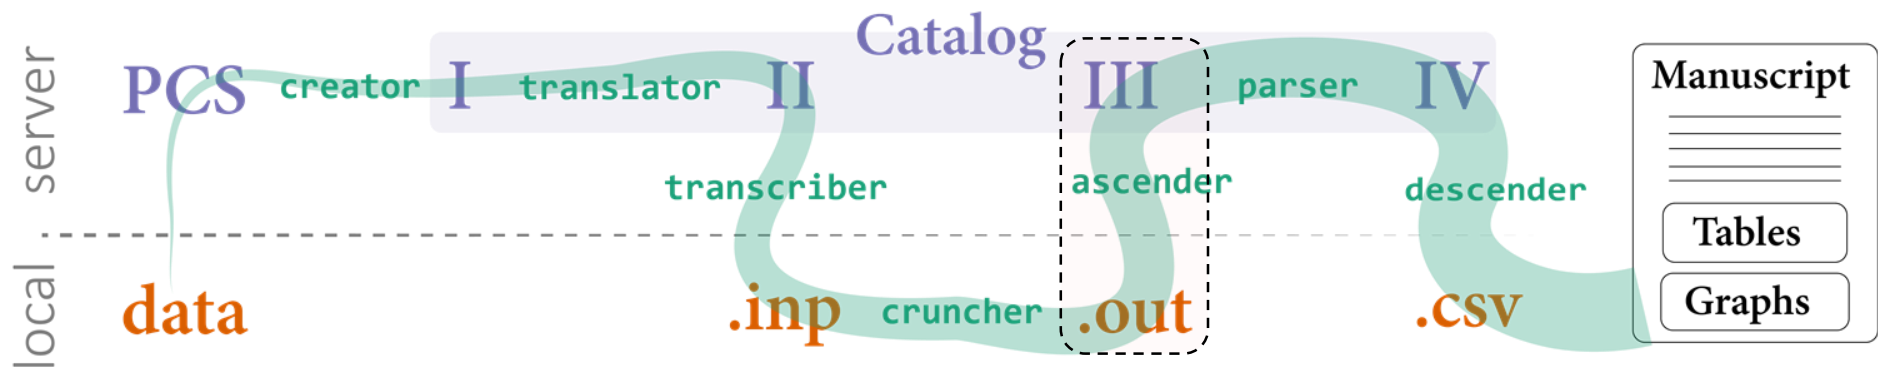 server
local
Catalog
PCS
creator
I
translator
II
III
parser
IV
transcriber
ascender
descender
data
.inp
cruncher
.out
.csv
Manuscript
Tables
Graphs